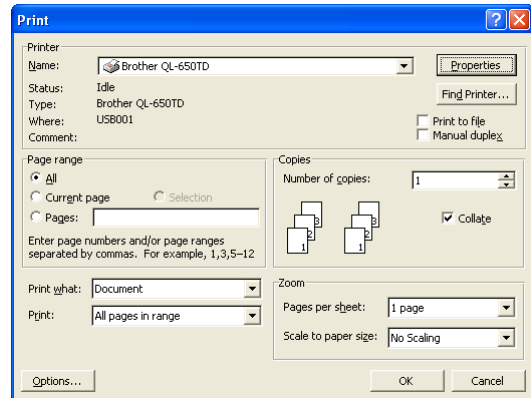 Print
Printer
Name: Brother QL-650TD Properties
Status: Idle Find Printer...
Type: Brother QL-650TD
Where: USB001 Print to file
Comment: Manual duplex
Page range
All
Current page Selection
Pages:
Enter page numbers and/or page ranges
separated by commas. For example, 1,3,5–12
Copies
Number of copies: 1
3 3
2 2
1 1
Collate
Print what: Document
Print: All pages in range
Zoom
Pages per sheet: 1 page
Scale to paper size: No Scaling
Options... OK Cancel